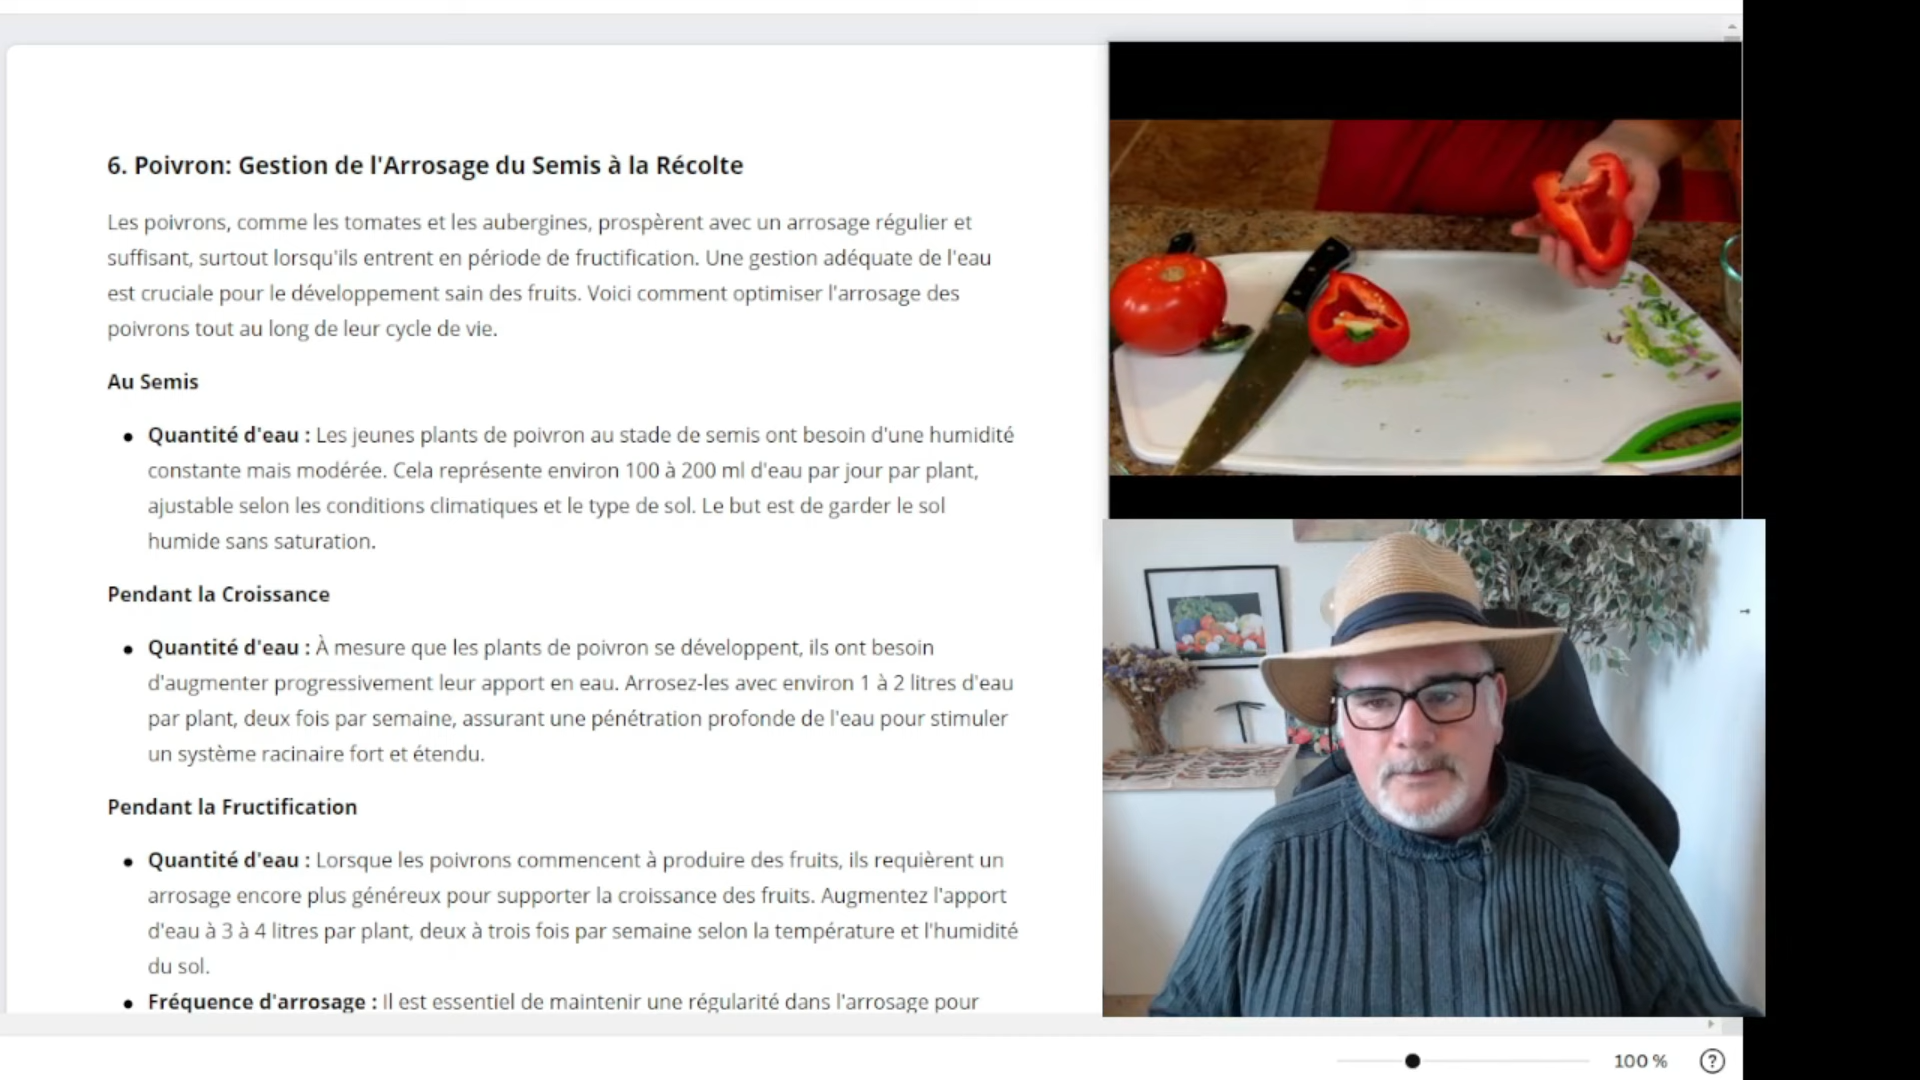 6. Poivron: Gestion de l'Arrosage du Semis à la Récolte
Les poivrons, comme les tomates et les aubergines, prospèrent avec un arrosage régulier et
suffisant, surtout lorsqu'ils entrent en période de fructification. Une gestion adéquate de l'eau
est cruciale pour le développement sain des fruits. Voici comment optimiser l'arrosage des
poivrons tout au long de leur cycle de vie.
Au Semis
● Quantité d'eau : Les jeunes plants de poivron au stade de semis ont besoin d'une humidité
constante mais modérée. Cela représente environ 100 à 200 ml d'eau par jour par plant,
ajustable selon les conditions climatiques et le type de sol. Le but est de garder le sol
humide sans saturation.
Pendant la Croissance
● Quantité d'eau : À mesure que les plants de poivron se développent, ils ont besoin
d'augmenter progressivement leur apport en eau. Arrosez-les avec environ 1 à 2 litres d'eau
par plant, deux fois par semaine, assurant une pénétration profonde de l'eau pour stimuler
un système racinaire fort et étendu.
Pendant la Fructification
● Quantité d'eau : Lorsque les poivrons commencent à produire des fruits, ils requièrent un
arrosage encore plus généreux pour supporter la croissance des fruits. Augmentez l'apport
d'eau à 3 à 4 litres par plant, deux à trois fois par semaine selon la température et l'humidité
du sol.
● Fréquence d'arrosage : Il est essentiel de maintenir une régularité dans l'arrosage pour
100 %
?